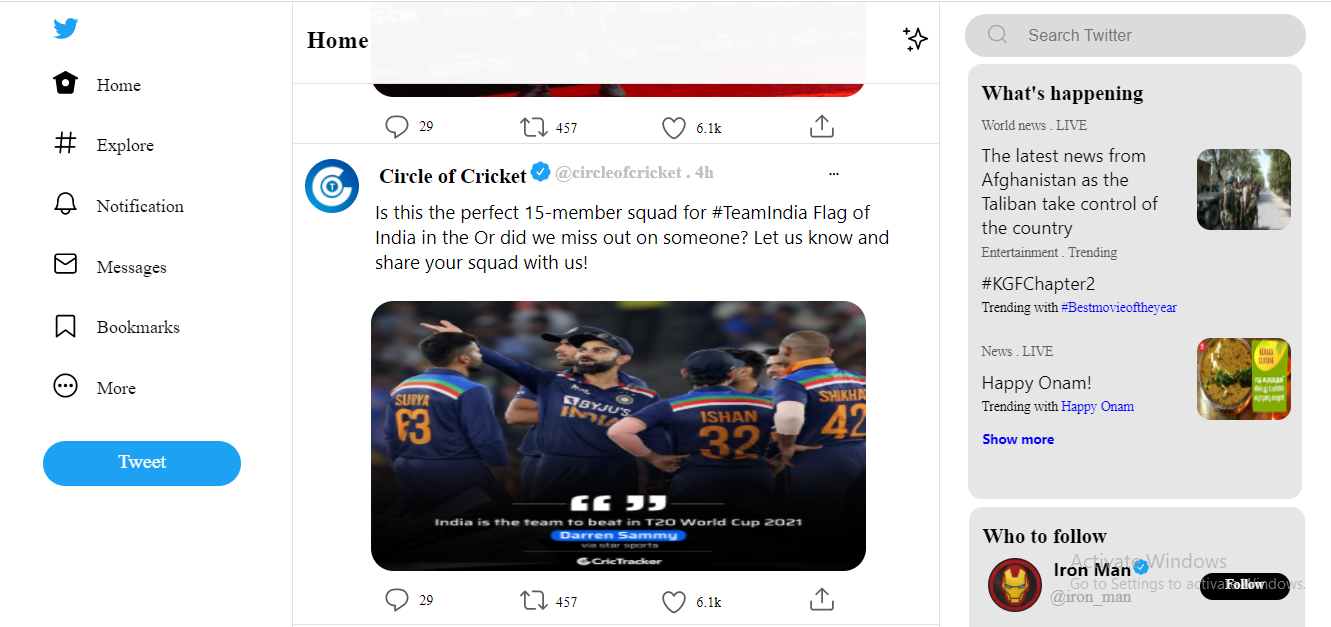 Home
Explore
Notification
Messages
Bookmarks
More
Tweet
Home
29
457
6.1k
Circle of Cricket @circleofcricket . 4h ...
Is this the perfect 15-member squad for #TeamIndia Flag of
India in the Or did we miss out on someone? Let us know and
share your squad with us!
SURYA
63
BYJU'S
INDIA
ISHAN
32
SHIKHA
42
India is the team to beat in T20 World Cup 2021
Darren Sammy
via star sports
CricTracker
29
457
6.1k
Search Twitter
What's happening
World news . LIVE
The latest news from
Afghanistan as the
Taliban take control of
the country
Entertainment . Trending
#KGFChapter2
Trending with #Bestmovieoftheyear
News . LIVE
Happy Onam!
Trending with Happy Onam
KERALA
CUISINE
Show more
Who to follow
Iron Man
@iron_man
Follow
Activate Windows
Go to Settings to activate Windows.